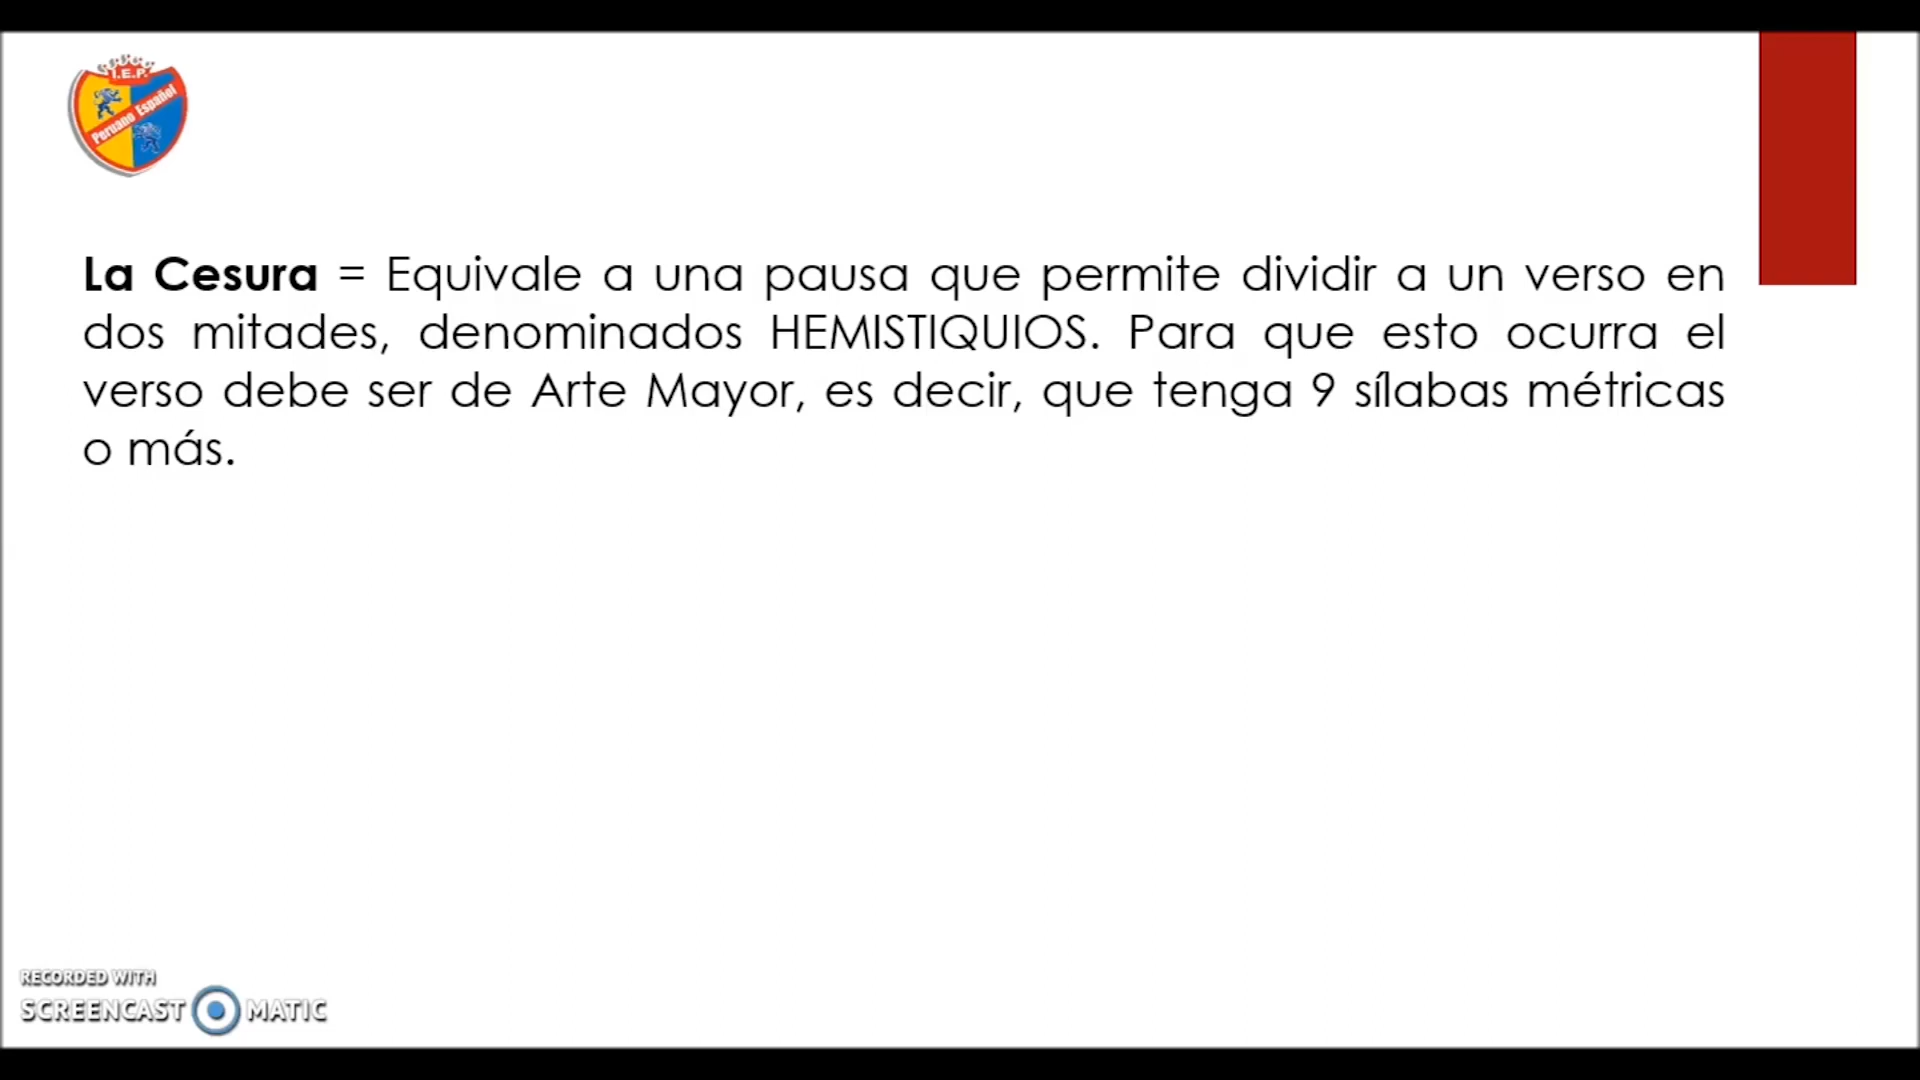 I.E.P.
Peruano Español
La Cesura = Equivale a una pausa que permite dividir a un verso en
dos mitades, denominados HEMISTIQUIOS. Para que esto ocurra el
verso debe ser de Arte Mayor, es decir, que tenga 9 sílabas métricas
o más.
RECORDED WITH
SCREENCAST MATIC